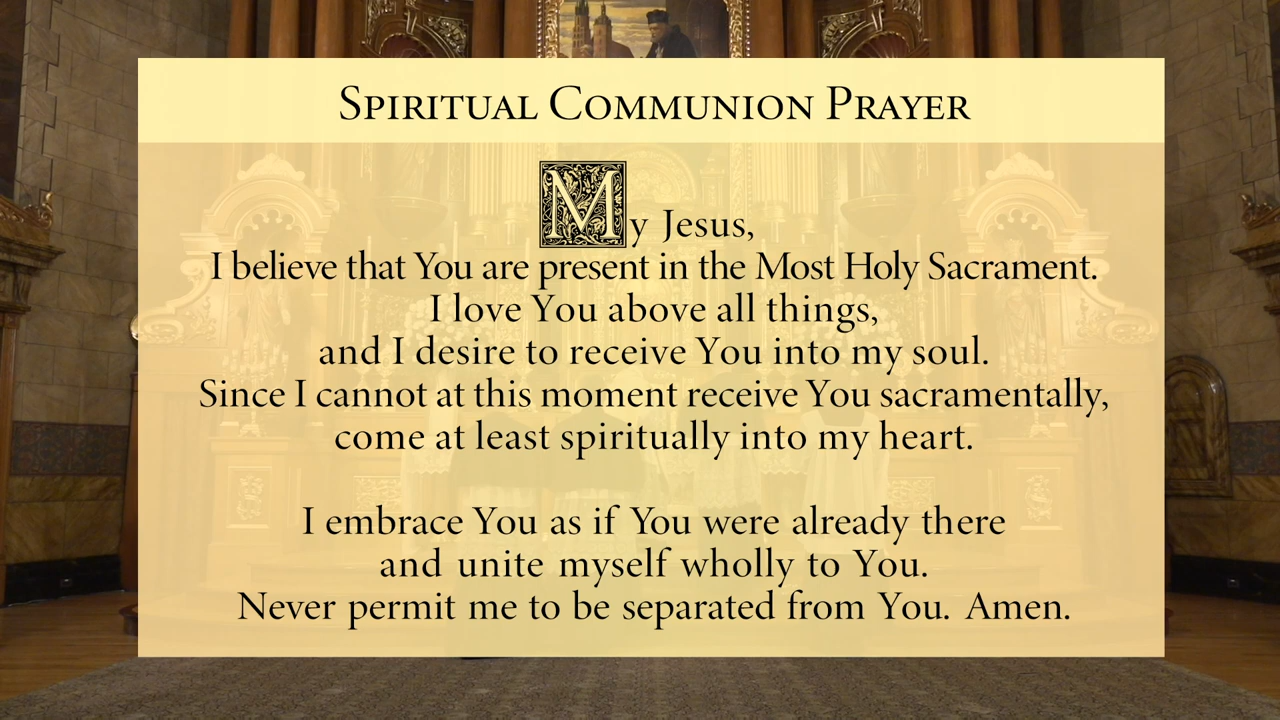 Spiritual Communion Prayer
My Jesus,
I believe that You are present in the Most Holy Sacrament.
I love You above all things,
and I desire to receive You into my soul.
Since I cannot at this moment receive You sacramentally,
come at least spiritually into my heart.
I embrace You as if You were already there
and unite myself wholly to You.
Never permit me to be separated from You. Amen.